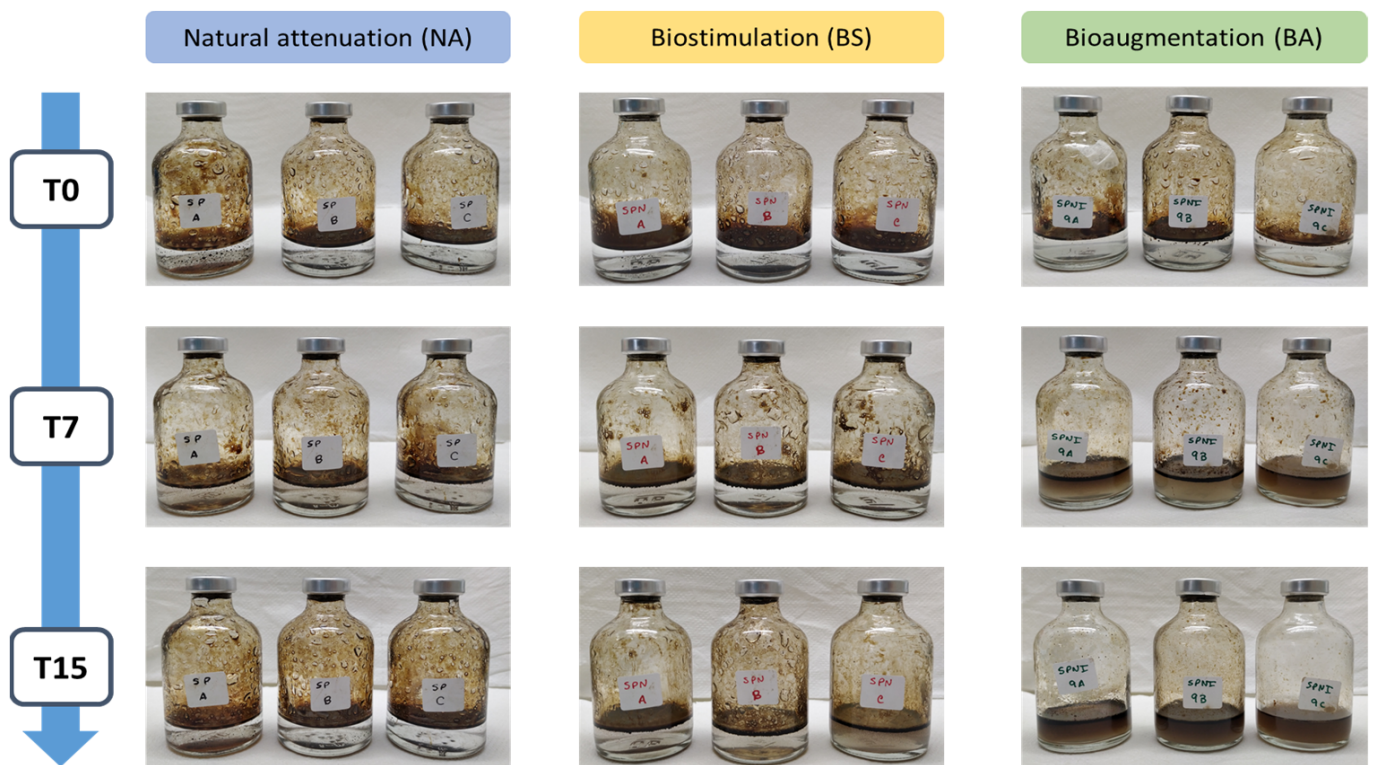 Natural attenuation (NA)
Biostimulation (BS)
Bioaugmentation (BA)
T0
SP
A
SP
B
SP
C
SPN
A
SPN
B
SPN
C
SPNI
9A
SPNI
9B
SPNI
9C
T7
SP
A
SP
B
SP
C
SPN
A
SPN
B
SPN
C
SPNI
9A
SPNI
9B
SPNI
9C
T15
SP
A
SP
B
SP
C
SPN
A
SPN
B
SPN
C
SPNI
9A
SPNI
9B
SPNI
9C